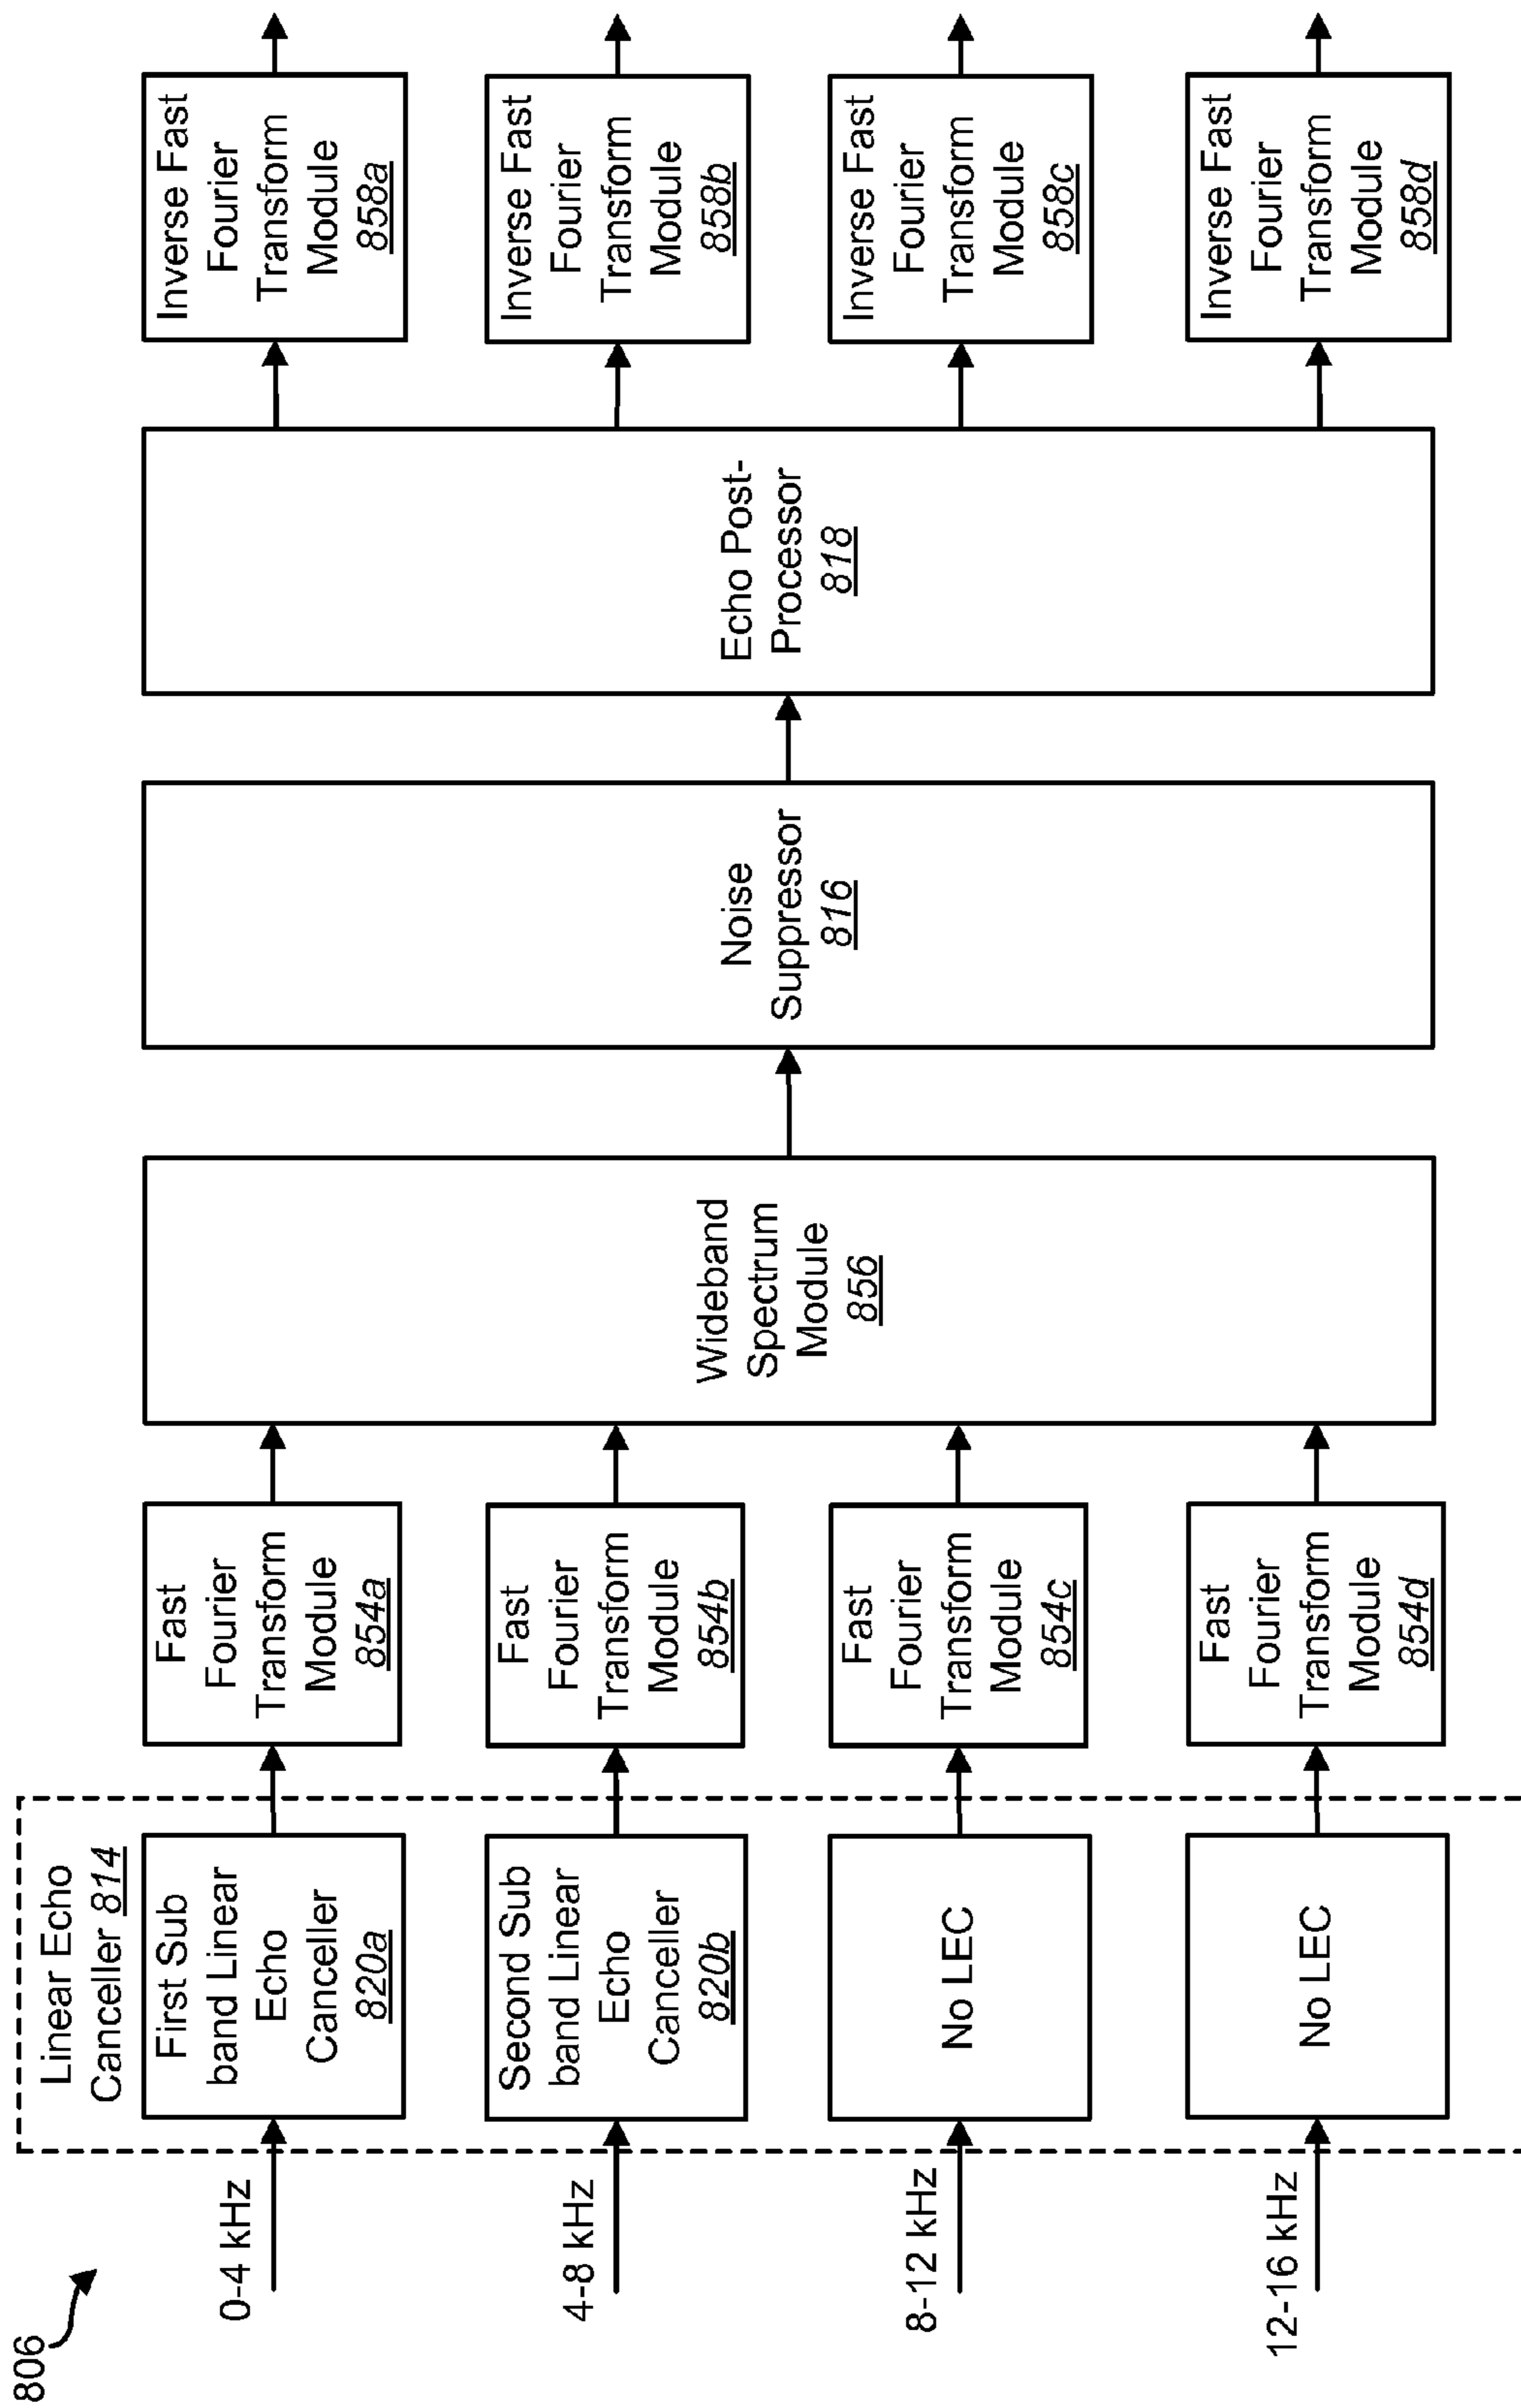 806
Linear Echo
Canceller 814
0-4 kHz
First Sub
band Linear
Echo
Canceller
820a
Fast
Fourier
Transform
Module
854a
4-8 kHz
Second Sub
band Linear
Echo
Canceller
820b
Fast
Fourier
Transform
Module
854b
8-12 kHz
No LEC
Fast
Fourier
Transform
Module
854c
12-16 kHz
No LEC
Fast
Fourier
Transform
Module
854d
Wideband
Spectrum
Module
856
Noise
Suppressor
816
Echo Post-
Processor
818
Inverse Fast
Fourier
Transform
Module
858a
Inverse Fast
Fourier
Transform
Module
858b
Inverse Fast
Fourier
Transform
Module
858c
Inverse Fast
Fourier
Transform
Module
858d